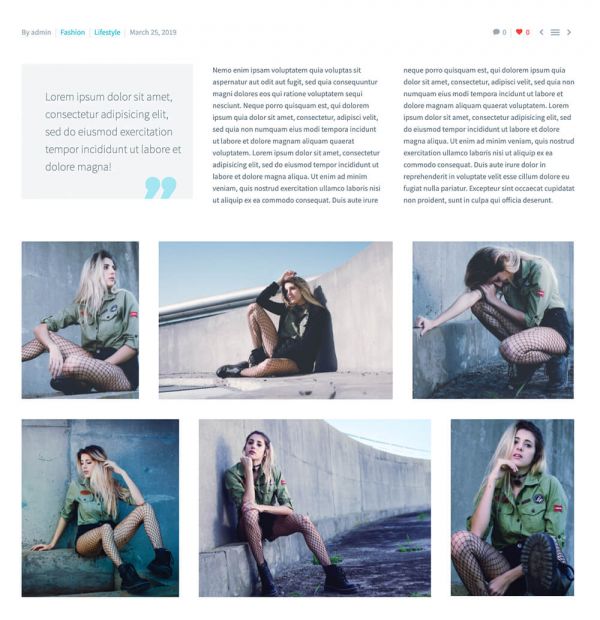 By admin Fashion Lifestyle March 25, 2019 0 0
Lorem ipsum dolor sit amet,
consectetur adipisicing elit,
sed do eiusmod exercitation
tempor incididunt ut labore et
dolore magna!
Nemo enim ipsam voluptatem quia voluptas sit
aspernatur aut odit aut fugit, sed quia consequuntur
magni dolores eos qui ratione voluptatem sequi
nesciunt. Neque porro quisquam est, qui dolorem
ipsum quia dolor sit amet, consectetur, adipisci velit,
sed quia non numquam eius modi tempora incidunt
ut labore et dolore magnam aliquam quaerat
voluptatem. Lorem ipsum dolor sit amet, consectetur
adipisicing elit, sed do eiusmod tempor incididunt ut
labore et dolore magna aliqua. Ut enim ad minim
veniam, quis nostrud exercitation ullamco laboris nisi
ut aliquip ex ea commodo consequat. Duis aute irure
neque porro quisquam est, qui dolorem ipsum quia
dolor sit amet, consectetur, adipisci velit, sed quia non
numquam eius modi tempora incidunt ut labore et
dolore magnam aliquam quaerat voluptatem. Lorem
ipsum dolor sit amet, consectetur adipisicing elit, sed
do eiusmod tempor incididunt ut labore et dolore
magna aliqua. Ut enim ad minim veniam, quis nostrud
exercitation ullamco laboris nisi ut aliquip ex ea
commodo consequat. Duis aute irure dolor in
reprehenderit in voluptate velit esse cillum dolore eu
fugiat nulla pariatur. Excepteur sint occaecat cupidatat
non proident, sunt in culpa qui officia deserunt.